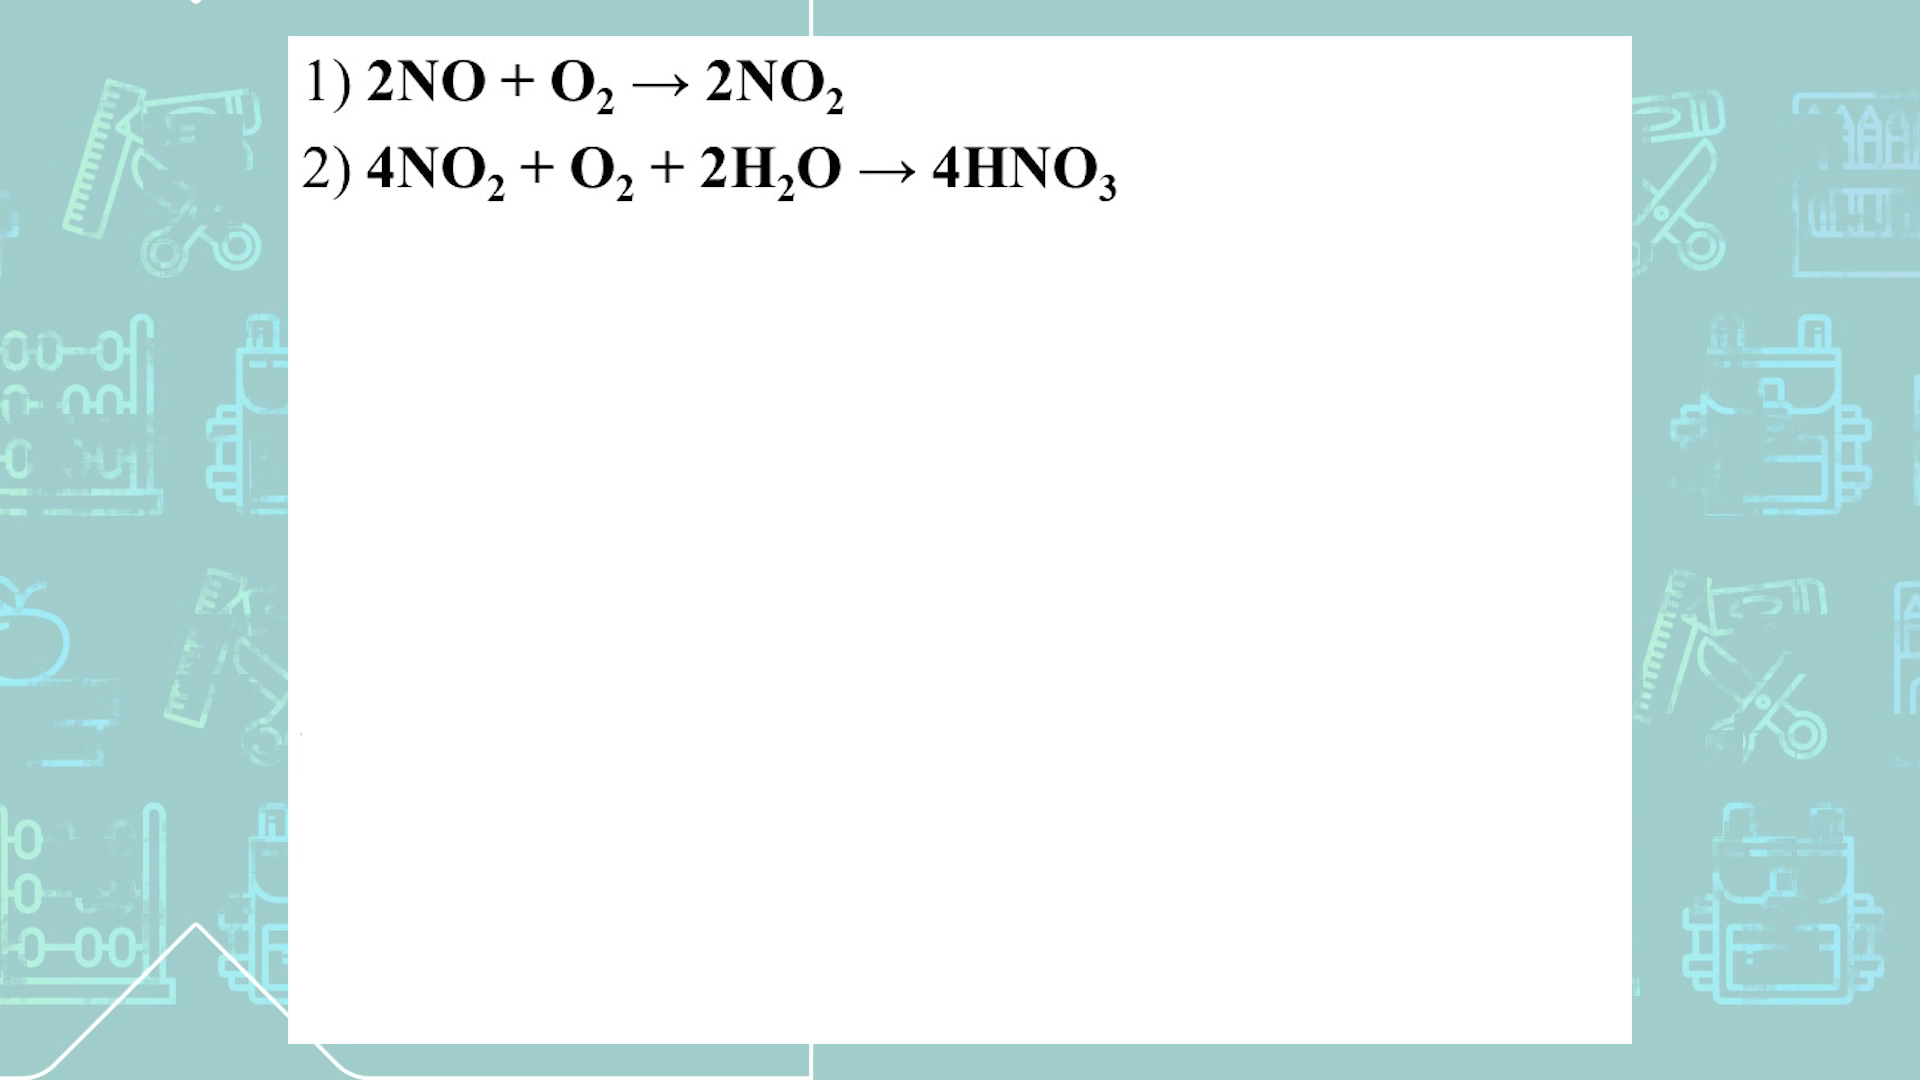 1) 2NO + O₂ → 2NO₂
2) 4NO₂ + O₂ + 2H₂O → 4HNO₃